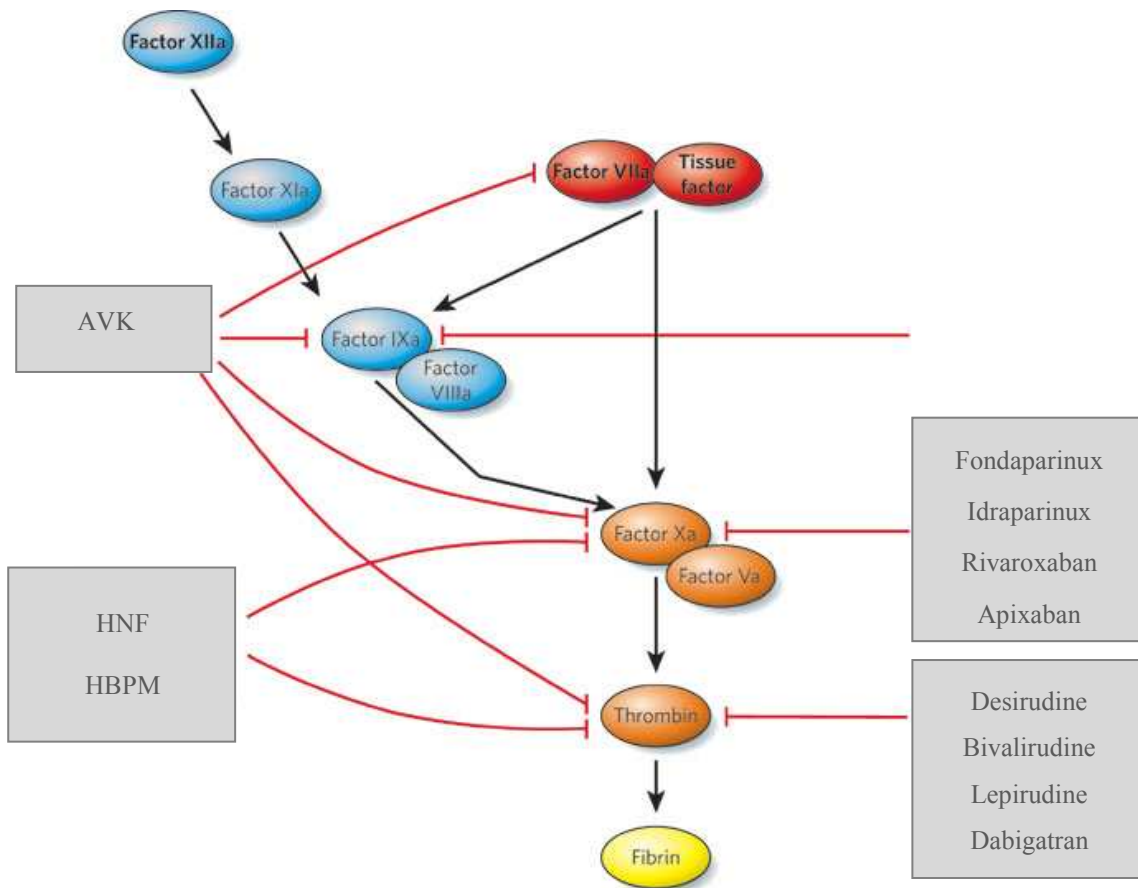 Factor XIIa
Factor XIa
Factor VIIa
Tissue
factor
AVK
Factor IXa
Factor
VIIIa
Fondaparinux
Idraparinux
Rivaroxaban
Apixaban
Factor Xa
Factor Va
HNF
HBPM
Thrombin
Desirudine
Bivalirudine
Lepirudine
Dabigatran
Fibrin